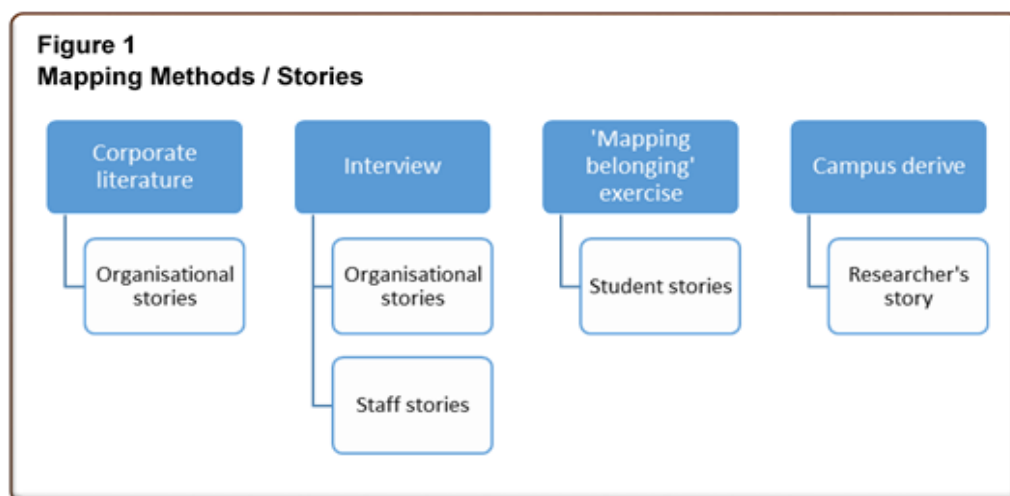 Figure 1
Mapping Methods / Stories
Corporate
literature
Organisational
stories
Interview
Organisational
stories
Staff stories
'Mapping
belonging'
exercise
Student stories
Campus derive
Researcher's
story